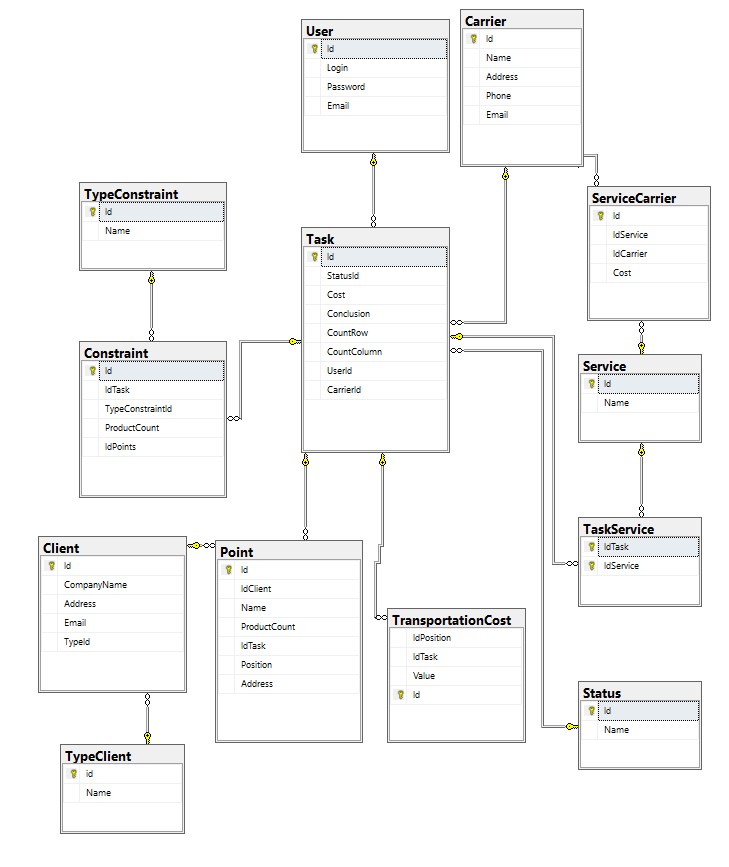 User
Id
Login
Password
Email
Carrier
Id
Name
Address
Phone
Email
TypeConstraint
Id
Name
ServiceCarrier
Id
IdService
IdCarrier
Cost
Task
Id
StatusId
Cost
Conclusion
CountRow
CountColumn
UserId
CarrierId
Constraint
Id
IdTask
TypeConstraintId
ProductCount
IdPoints
Service
Id
Name
TaskService
IdTask
IdService
Client
Id
CompanyName
Address
Email
TypeId
Point
Id
IdClient
Name
ProductCount
IdTask
Position
Address
TransportationCost
IdPosition
IdTask
Value
Id
Status
Id
Name
TypeClient
id
Name